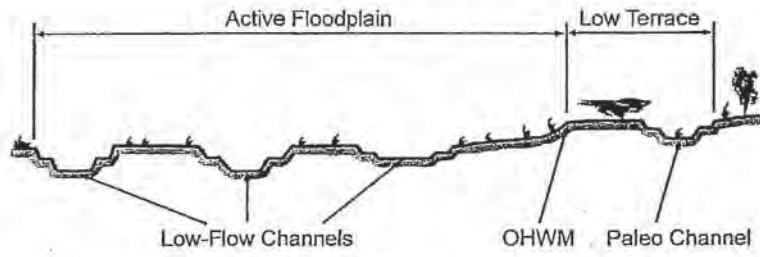 Active Floodplain
Low Terrace
Low-Flow Channels
OHWM
Paleo Channel